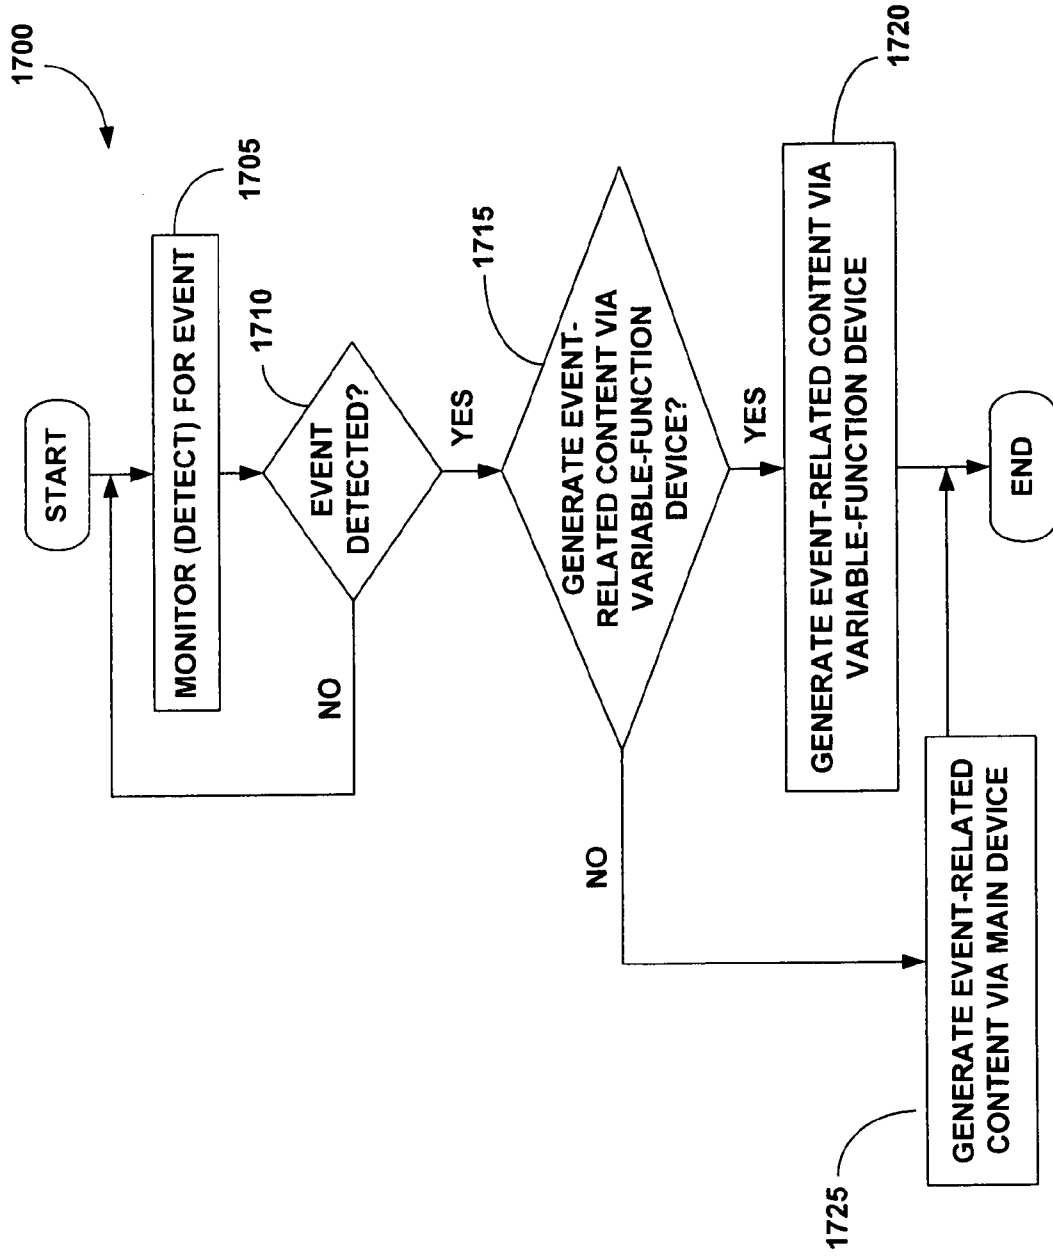 1700
START
MONITOR (DETECT) FOR EVENT
1705
EVENT
DETECTED?
1710
NO
YES
GENERATE EVENT-
RELATED CONTENT VIA
VARIABLE-FUNCTION
DEVICE?
1715
NO
YES
GENERATE EVENT-RELATED CONTENT VIA
VARIABLE-FUNCTION DEVICE
1720
GENERATE EVENT-RELATED
CONTENT VIA MAIN DEVICE
1725
END